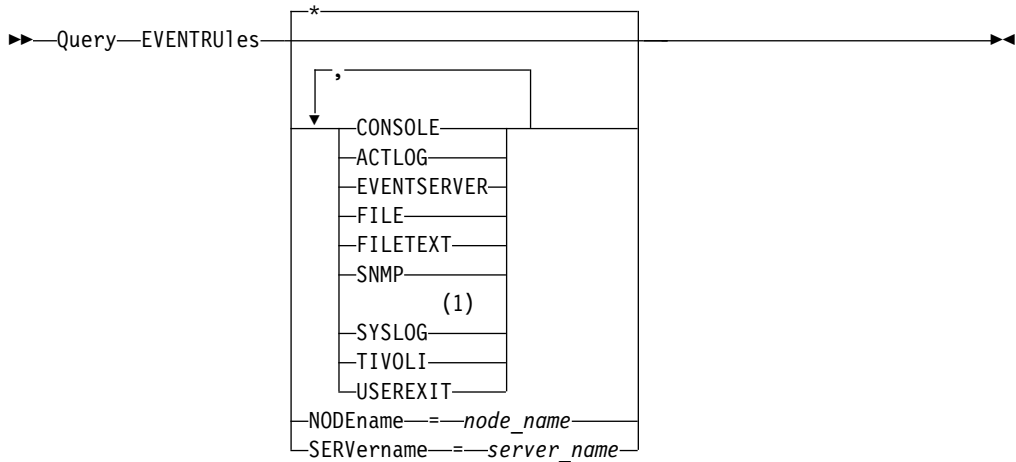 *
Query EVENTRUles
,
CONSOLE
ACTLOG
EVENTSERVER
FILE
FILETEXT
SNMP
(1)
SYSLOG
TIVOLI
USEREXIT
NODEname = node_name
SERVername = server_name